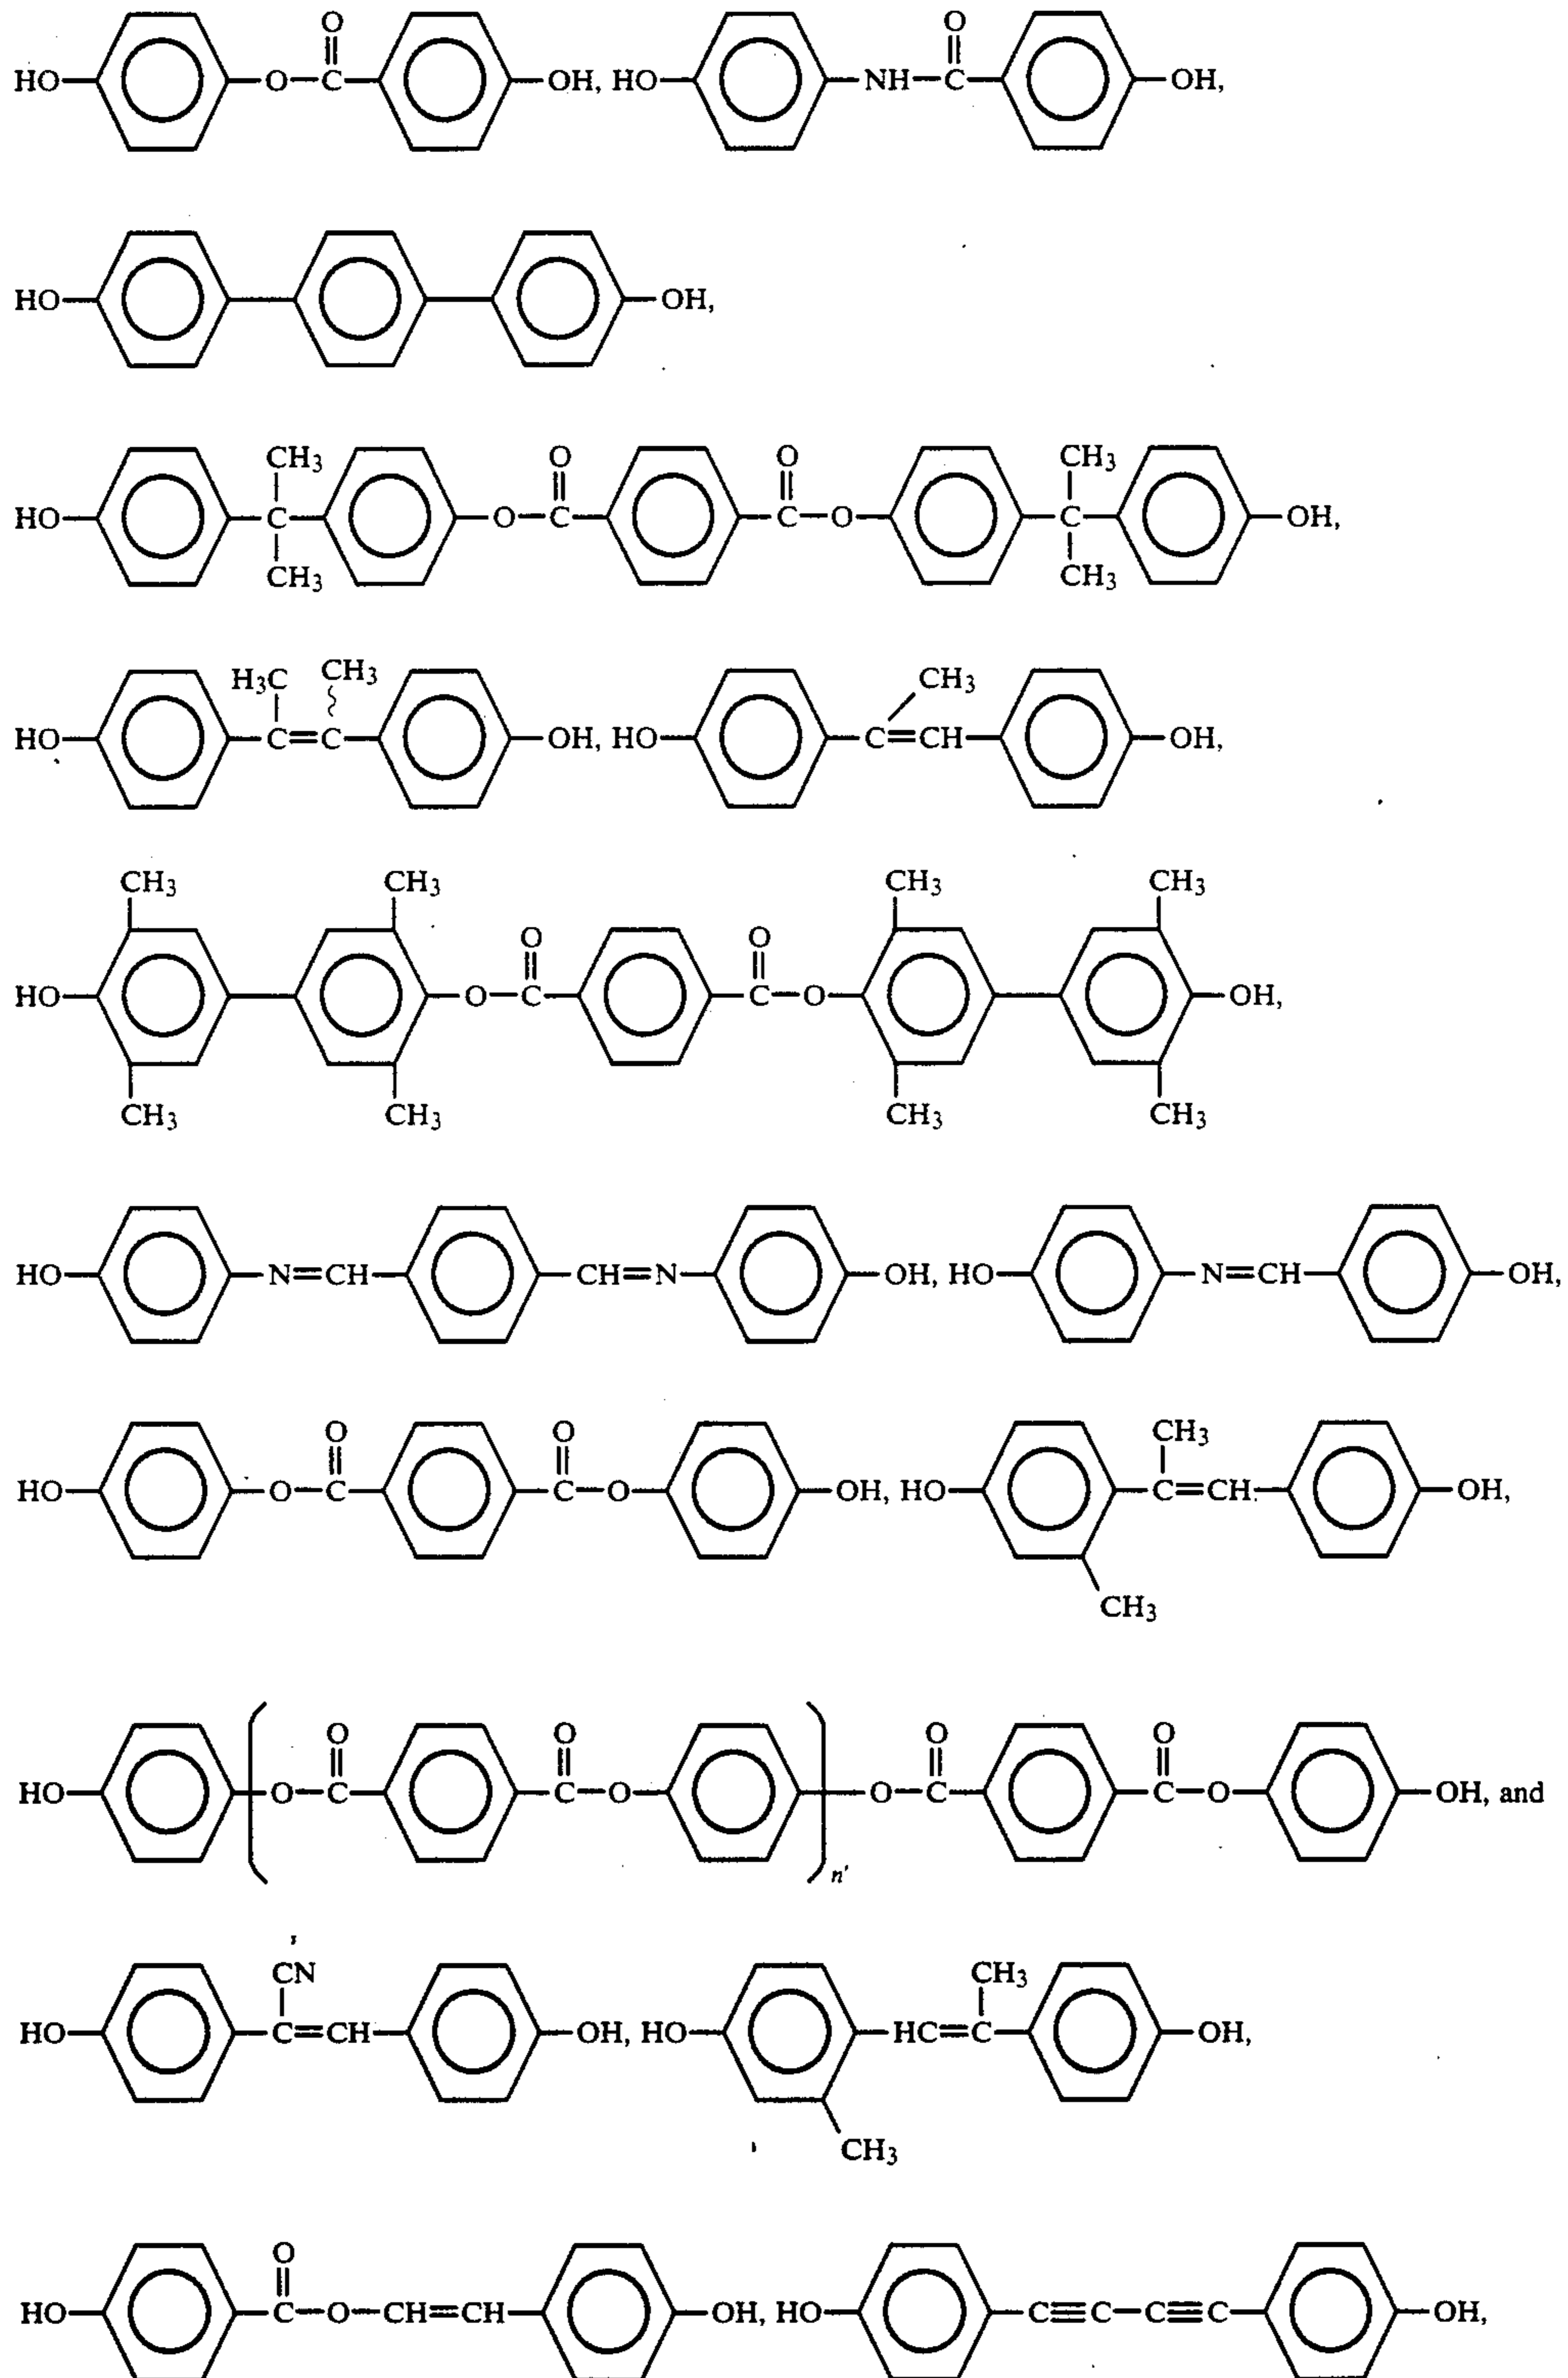 O O
HO O C OH, HO NH C OH,
HO OH,
CH3 O O CH3
HO C O C C O C OH,
CH3 CH3
H3C CH3 CH3
HO C=C OH, HO C=CH OH,
CH3 CH3 CH3 CH3
O O
HO O C C O OH,
CH3 CH3 CH3 CH3
HO N=CH CH=N OH, HO N=CH OH,
O O CH3
HO O C C O OH, HO C=CH OH,
CH3
O O O O
HO O C C O O C C O OH, and
n'
CN CH3
HO C=CH OH, HO HC=C OH,
CH3
O
HO C O CH=CH OH, HO C≡C C≡C OH,